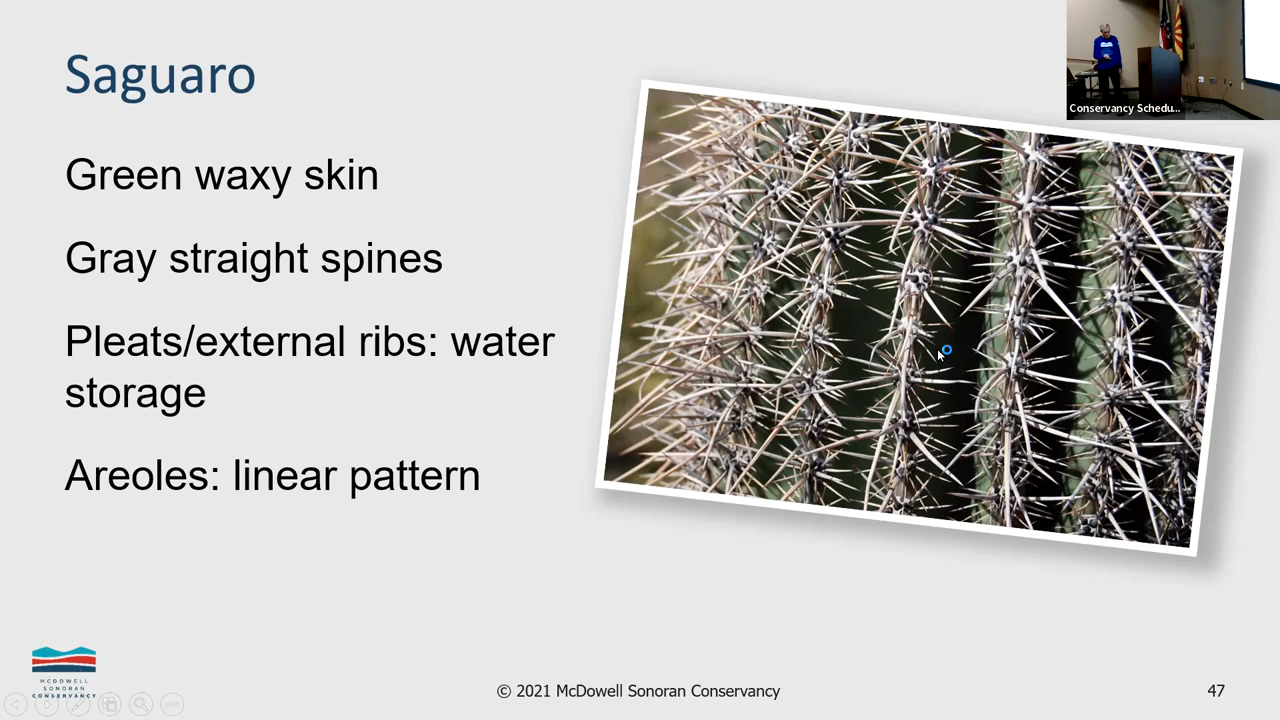 Saguaro
Conservancy Schedu...
Green waxy skin
Gray straight spines
Pleats/external ribs: water
storage
Areoles: linear pattern
MCDOWELL
SONORAN
CONSERVANCY
© 2021 McDowell Sonoran Conservancy
47